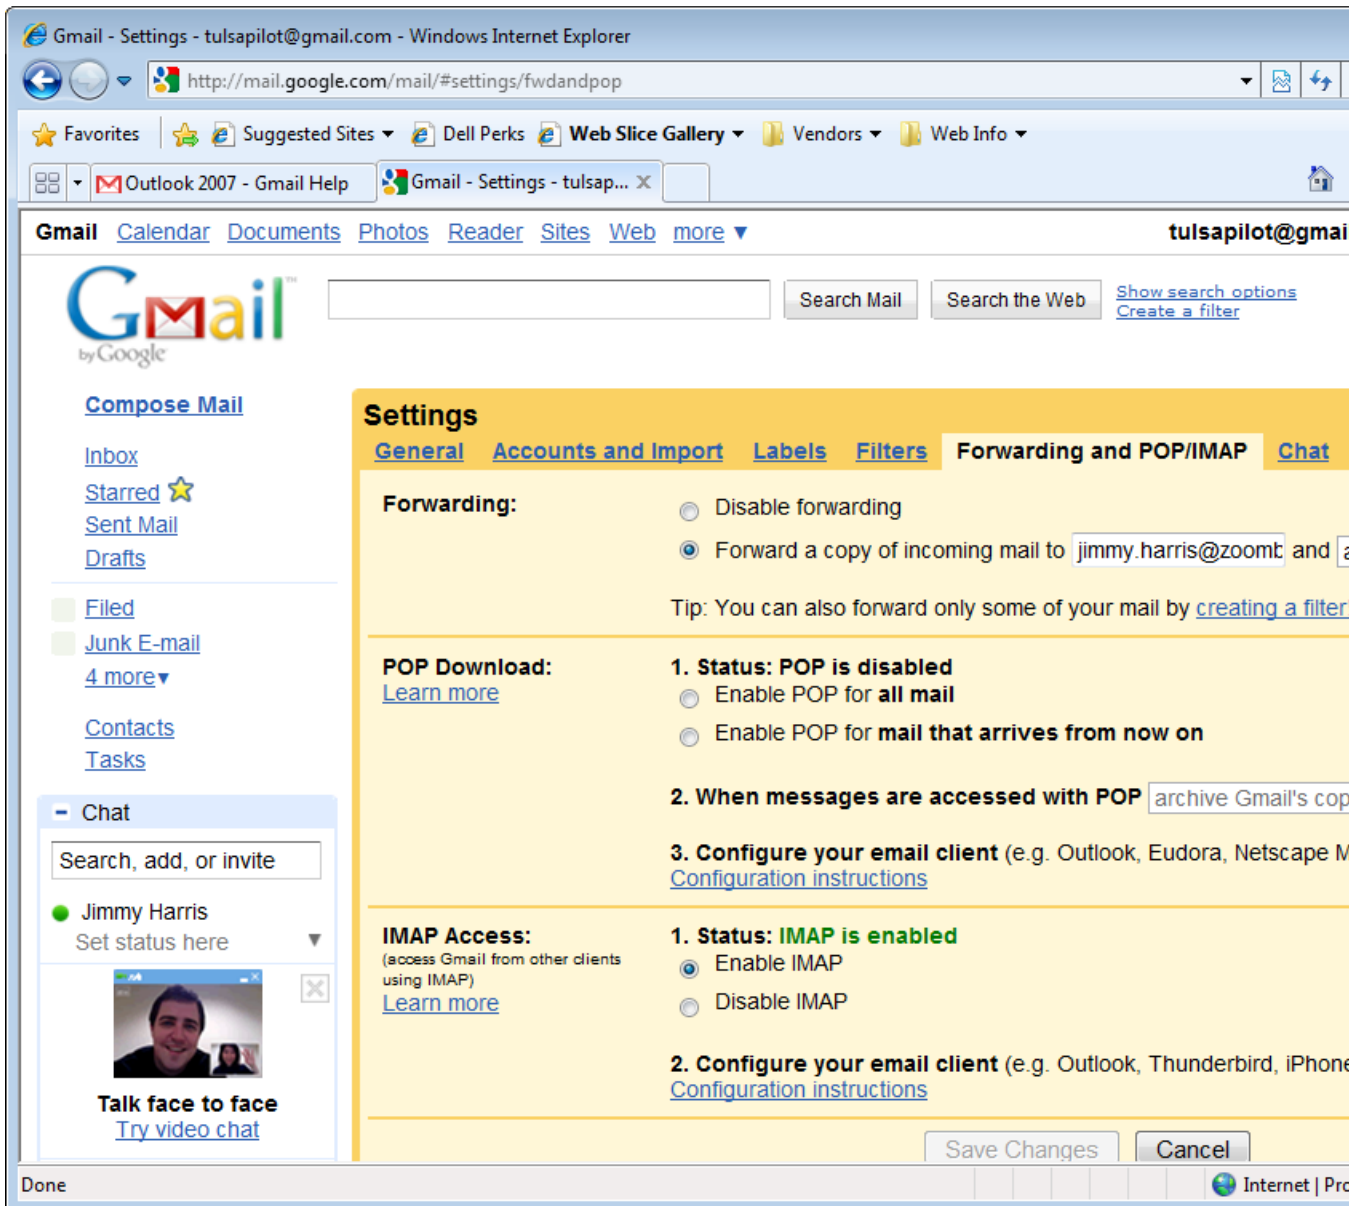 Gmail - Settings - tulsapilot@gmail.com - Windows Internet Explorer
http://mail.google.com/mail/#settings/fwdandpop
Favorites Suggested Sites Dell Perks Web Slice Gallery Vendors Web Info
Outlook 2007 - Gmail Help Gmail - Settings - tulsap...
Gmail Calendar Documents Photos Reader Sites Web more tulsapilot@gmai
Gmail™
by Google
Search Mail Search the Web Show search options
Create a filter
Compose Mail
Inbox
Starred
Sent Mail
Drafts
Filed
Junk E-mail
4 more
Contacts
Tasks
Chat
Search, add, or invite
Jimmy Harris
Set status here
Talk face to face
Try video chat
Settings
General Accounts and Import Labels Filters Forwarding and POP/IMAP Chat
Forwarding: Disable forwarding
Forward a copy of incoming mail to jimmy.harris@zoomb and a
Tip: You can also forward only some of your mail by creating a filter
POP Download: 1. Status: POP is disabled
Learn more Enable POP for all mail
Enable POP for mail that arrives from now on
2. When messages are accessed with POP archive Gmail's cop
3. Configure your email client (e.g. Outlook, Eudora, Netscape M
Configuration instructions
IMAP Access: 1. Status: IMAP is enabled
(access Gmail from other clients Enable IMAP
using IMAP)
Learn more Disable IMAP
2. Configure your email client (e.g. Outlook, Thunderbird, iPhone
Configuration instructions
Save Changes Cancel
Done Internet | Pro